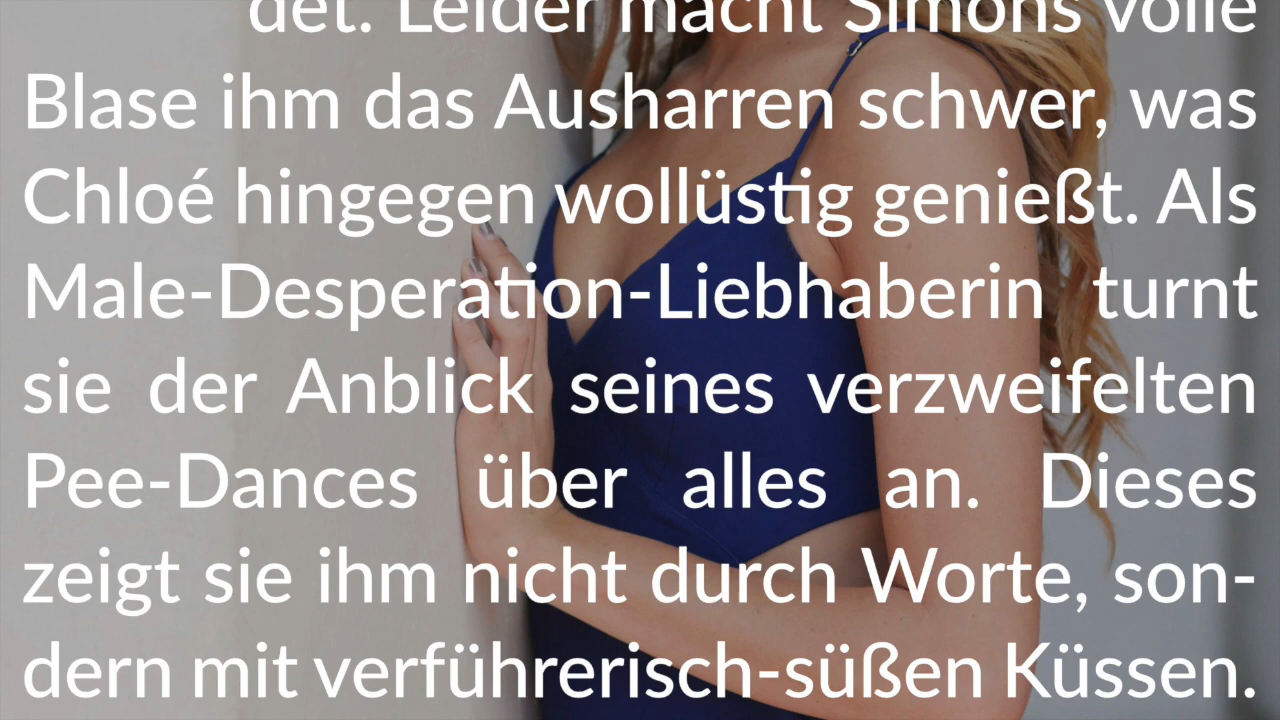 det. Leider macht Simons volle
Blase ihm das Ausharren schwer, was
Chloé hingegen wollüstig genießt. Als
Male-Desperation-Liebhaberin turnt
sie der Anblick seines verzweifelten
Pee-Dances über alles an. Dieses
zeigt sie ihm nicht durch Worte, son-
dern mit verführerisch-süßen Küssen.